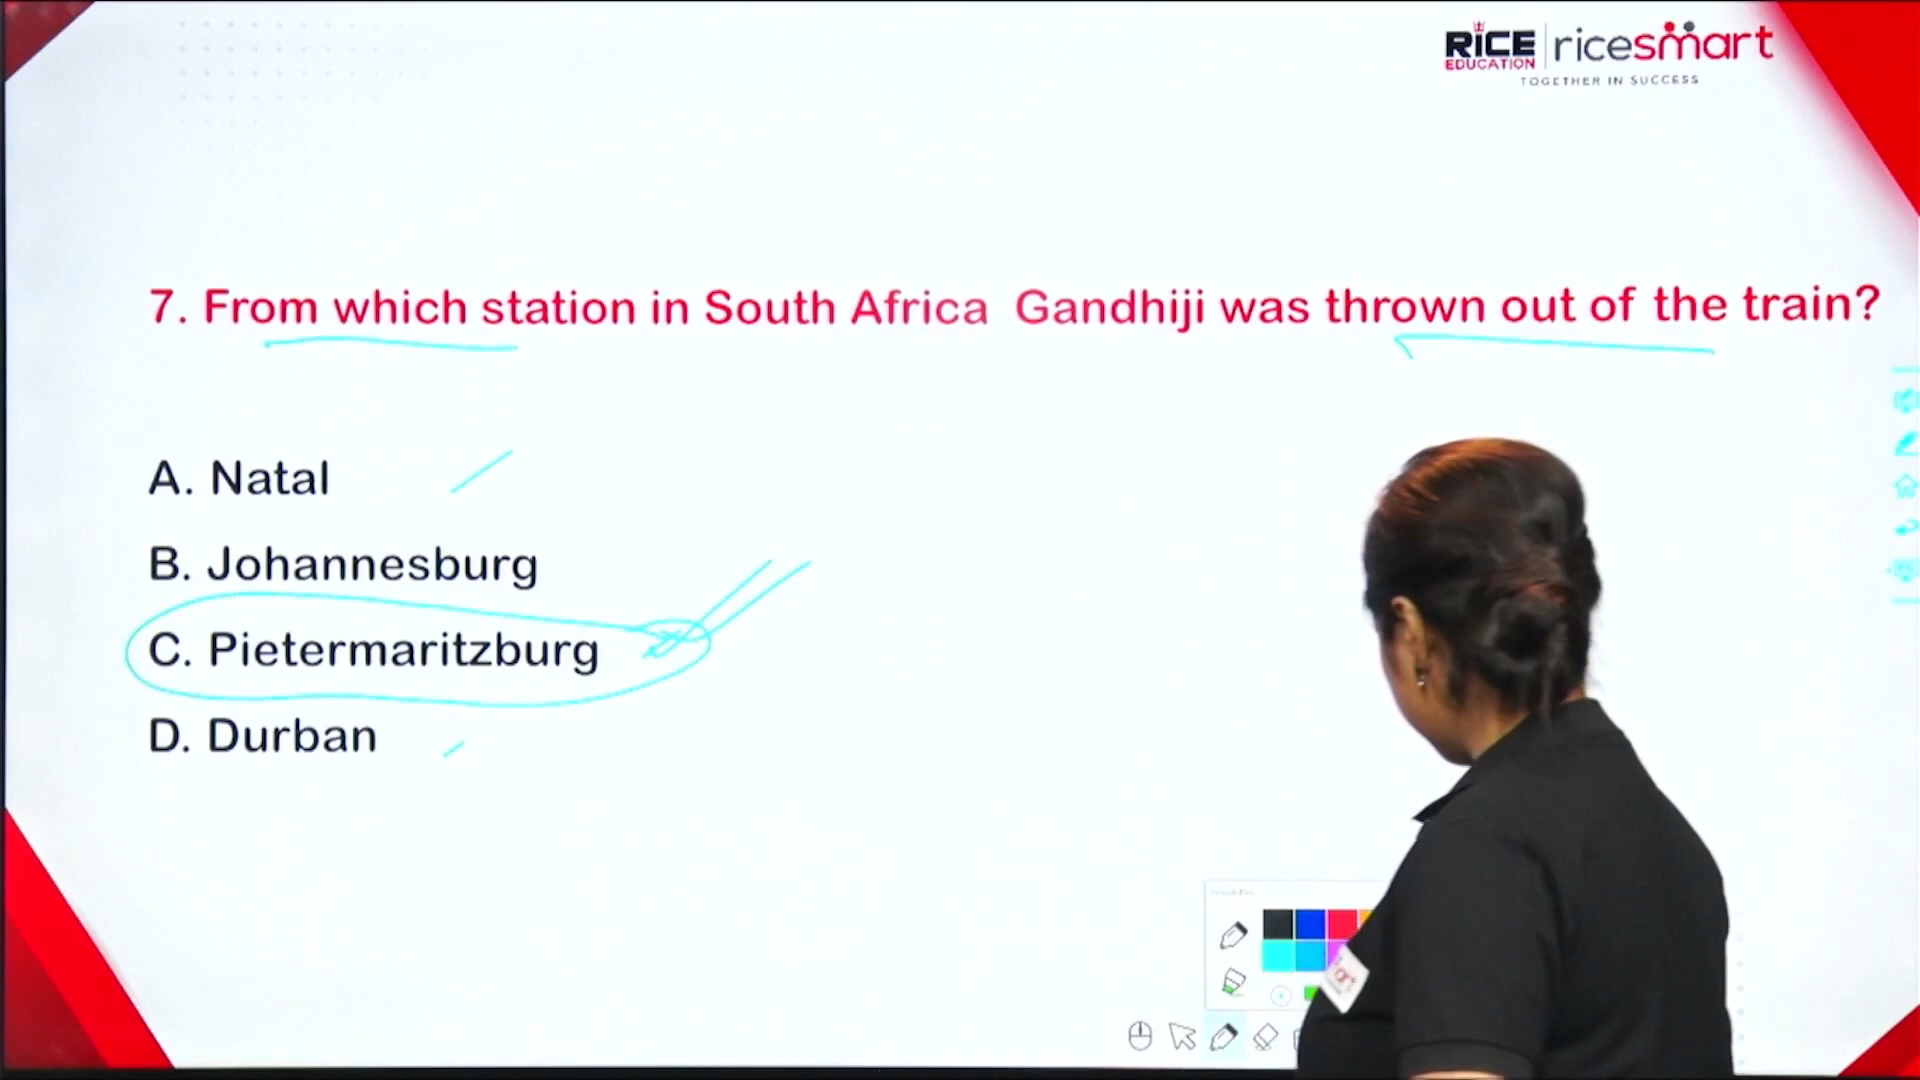 RICE
EDUCATION
ricesmart
TOGETHER IN SUCCESS
7. From which station in South Africa Gandhiji was thrown out of the train?
A. Natal
B. Johannesburg
C. Pietermaritzburg
D. Durban